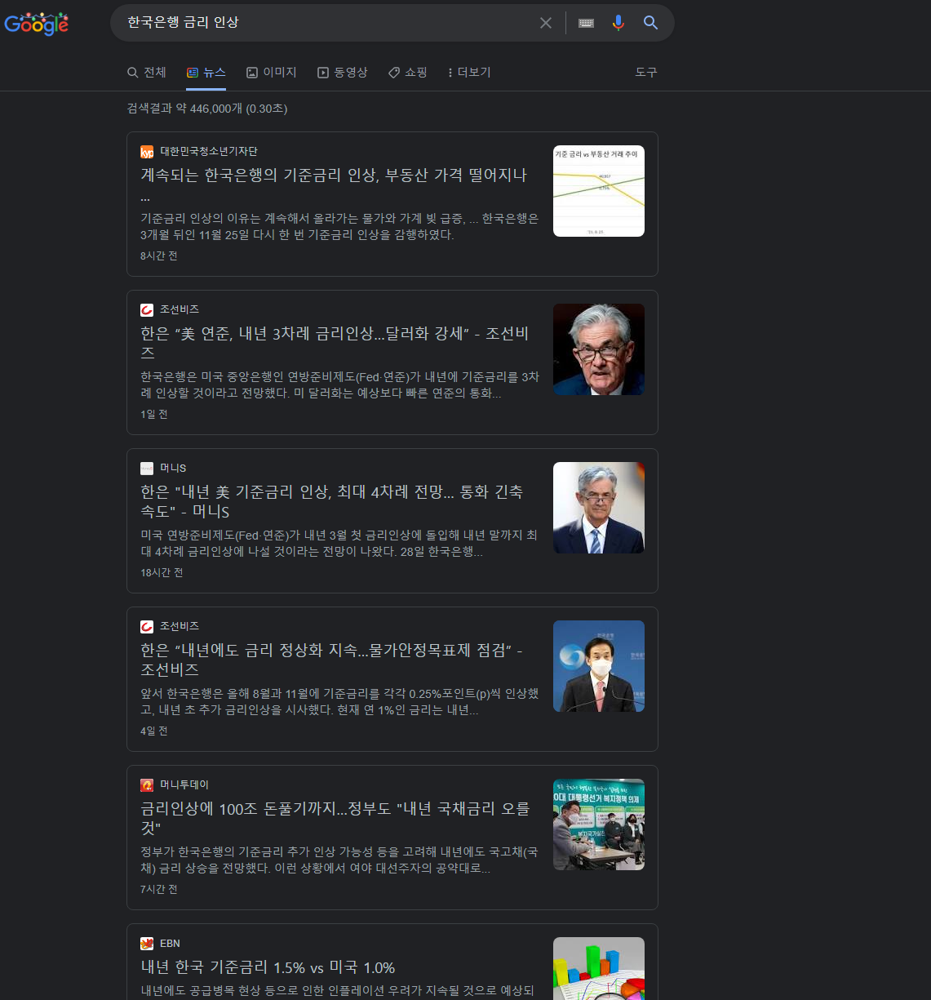 Google
한국은행 금리 인상
전체 뉴스 이미지 동영상 쇼핑 더보기 도구
검색결과 약 446,000개 (0.30초)
kyp 대한민국청소년기자단
계속되는 한국은행의 기준금리 인상, 부동산 가격 떨어지나
...
기준금리 인상의 이유는 계속해서 올라가는 물가와 가계 빚 급증, ... 한국은행은
3개월 뒤인 11월 25일 다시 한 번 기준금리 인상을 감행하였다.
8시간 전
기준 금리 vs 부동산 거래 추이
조선비즈
한은 “美 연준, 내년 3차례 금리인상...달러화 강세” - 조선비
즈
한국은행은 미국 중앙은행인 연방준비제도(Fed·연준)가 내년에 기준금리를 3차
례 인상할 것이라고 전망했다. 미 달러화는 예상보다 빠른 연준의 통화...
1일 전
머니S
한은 "내년 美 기준금리 인상, 최대 4차례 전망... 통화 긴축
속도" - 머니S
미국 연방준비제도(Fed·연준)가 내년 3월 첫 금리인상에 돌입해 내년 말까지 최
대 4차례 금리인상에 나설 것이라는 전망이 나왔다. 28일 한국은행...
18시간 전
조선비즈
한은 “내년에도 금리 정상화 지속...물가안정목표제 점검” -
조선비즈
앞서 한국은행은 올해 8월과 11월에 기준금리를 각각 0.25%포인트(p)씩 인상했
고, 내년 초 추가 금리인상을 시사했다. 현재 연 1%인 금리는 내년...
4일 전
한국은행
머니투데이
금리인상에 100조 돈풀기까지...정부도 "내년 국채금리 오를
것"
정부가 한국은행의 기준금리 추가 인상 가능성 등을 고려해 내년에도 국고채(국
채) 금리 상승을 전망했다. 이런 상황에서 여야 대선주자의 공약대로...
7시간 전
0대 대통령선거 복지정책 의제
EBN
내년 한국 기준금리 1.5% vs 미국 1.0%
내년에도 공급병목 현상 등으로 인한 인플레이션 우려가 지속될 것으로 예상되